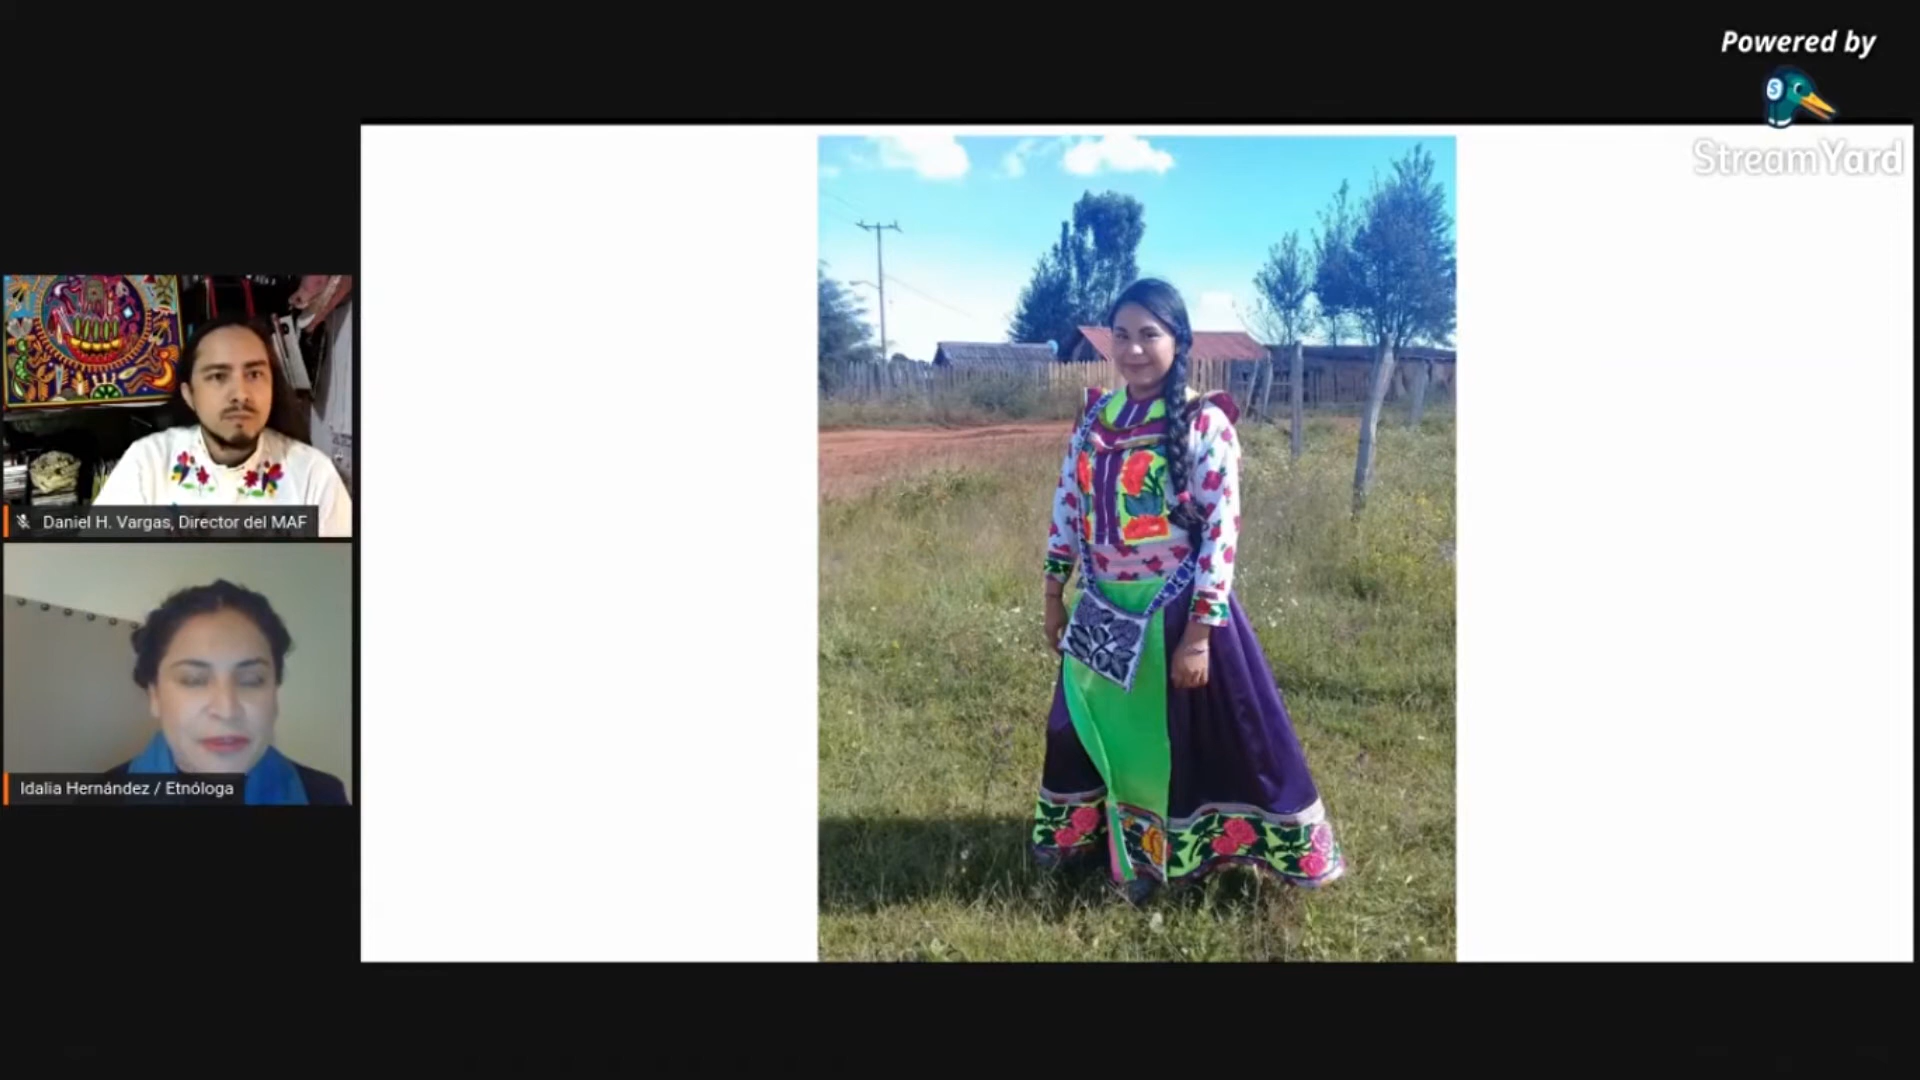 Powered by
StreamYard
Daniel H. Vargas, Director del MAF
Idalia Hernández / Etnóloga